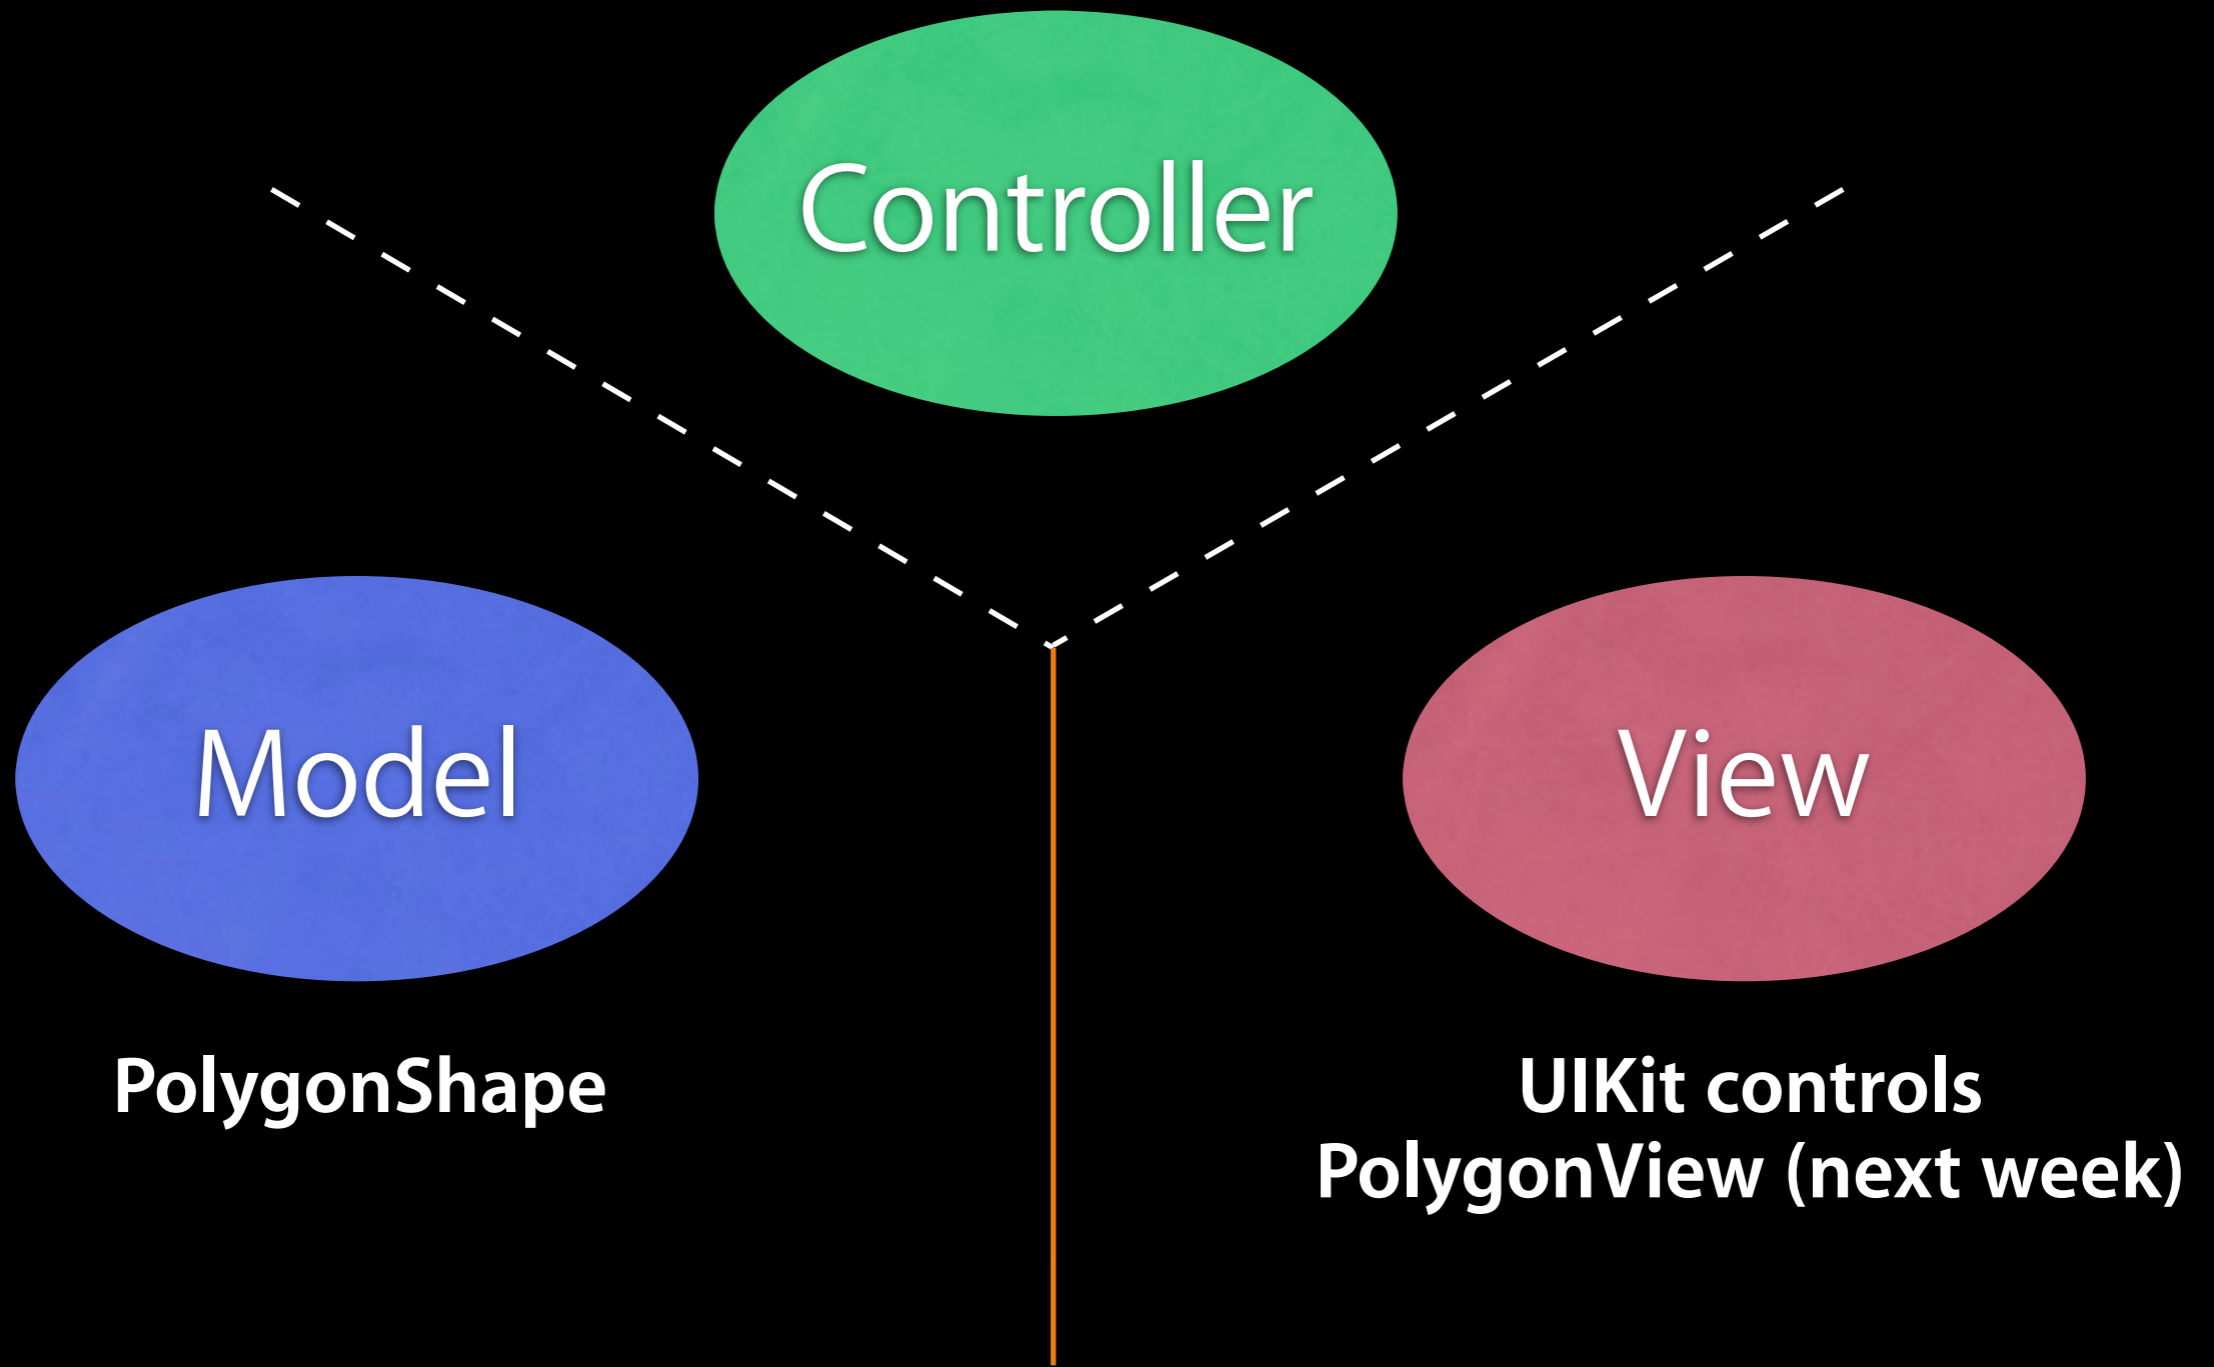 Controller
Model
View
PolygonShape
UIKit controls
PolygonView (next week)